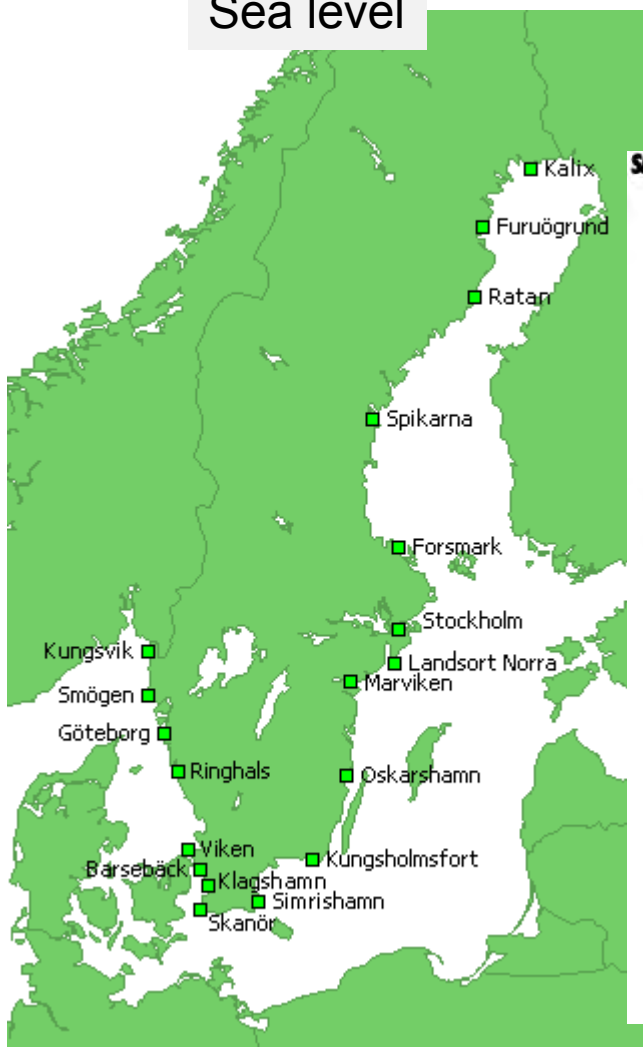 Sea level
Kalix
Furuögrund
Ratan
Spikarna
Forsmark
Stockholm
Kungsvik
Landsort Norra
Marviken
Smögen
Göteborg
Ringhals
Oskarshamn
Viken
Kungsholmsfort
Barsebäck
Klagshamn
Simrishamn
Skanör